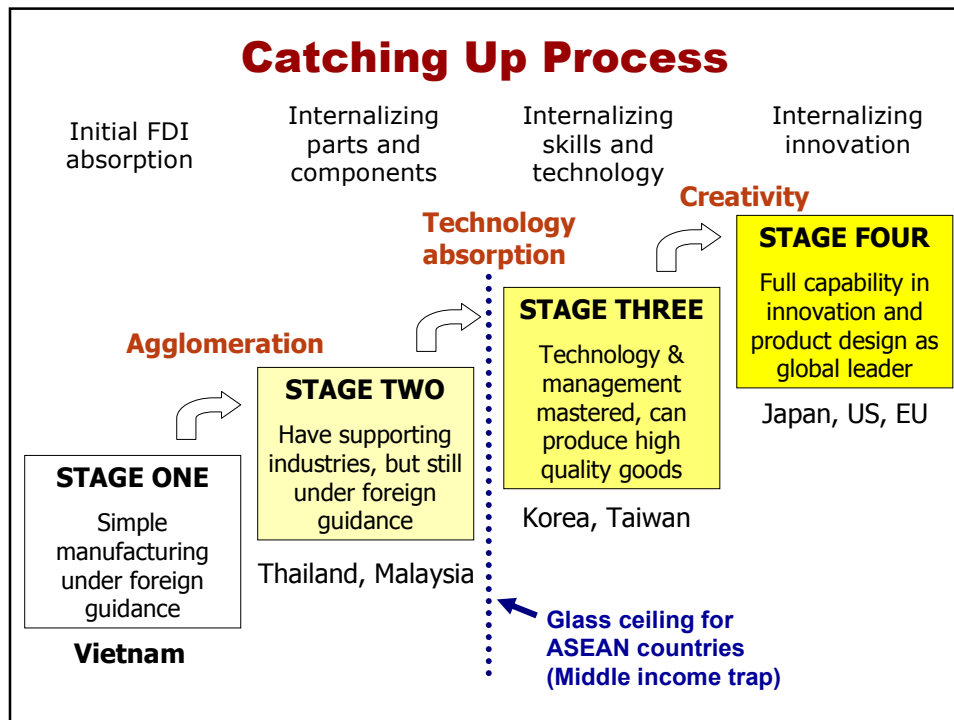 Catching Up Process
Initial FDI
absorption
Internalizing
parts and
components
Internalizing
skills and
technology
Internalizing
innovation
Agglomeration
Technology
absorption
Creativity
STAGE ONE
Simple
manufacturing
under foreign
guidance
Vietnam
STAGE TWO
Have supporting
industries, but still
under foreign
guidance
Thailand, Malaysia
STAGE THREE
Technology &
management
mastered, can
produce high
quality goods
Korea, Taiwan
STAGE FOUR
Full capability in
innovation and
product design as
global leader
Japan, US, EU
Glass ceiling for
ASEAN countries
(Middle income trap)